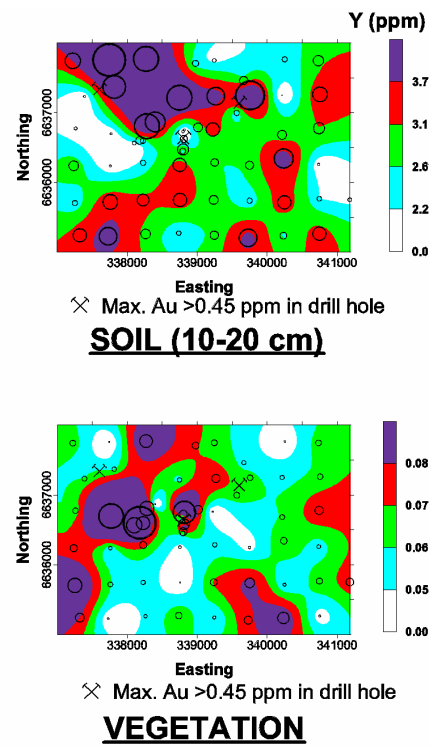 Y (ppm)
3.7
3.1
2.6
2.2
0.0
Northing
6637000
6636000
338000 339000 340000 341000
Easting
Max. Au >0.45 ppm in drill hole
SOIL (10-20 cm)
0.08
0.07
0.06
0.05
0.00
Northing
6637000
6636000
338000 339000 340000 341000
Easting
Max. Au >0.45 ppm in drill hole
VEGETATION